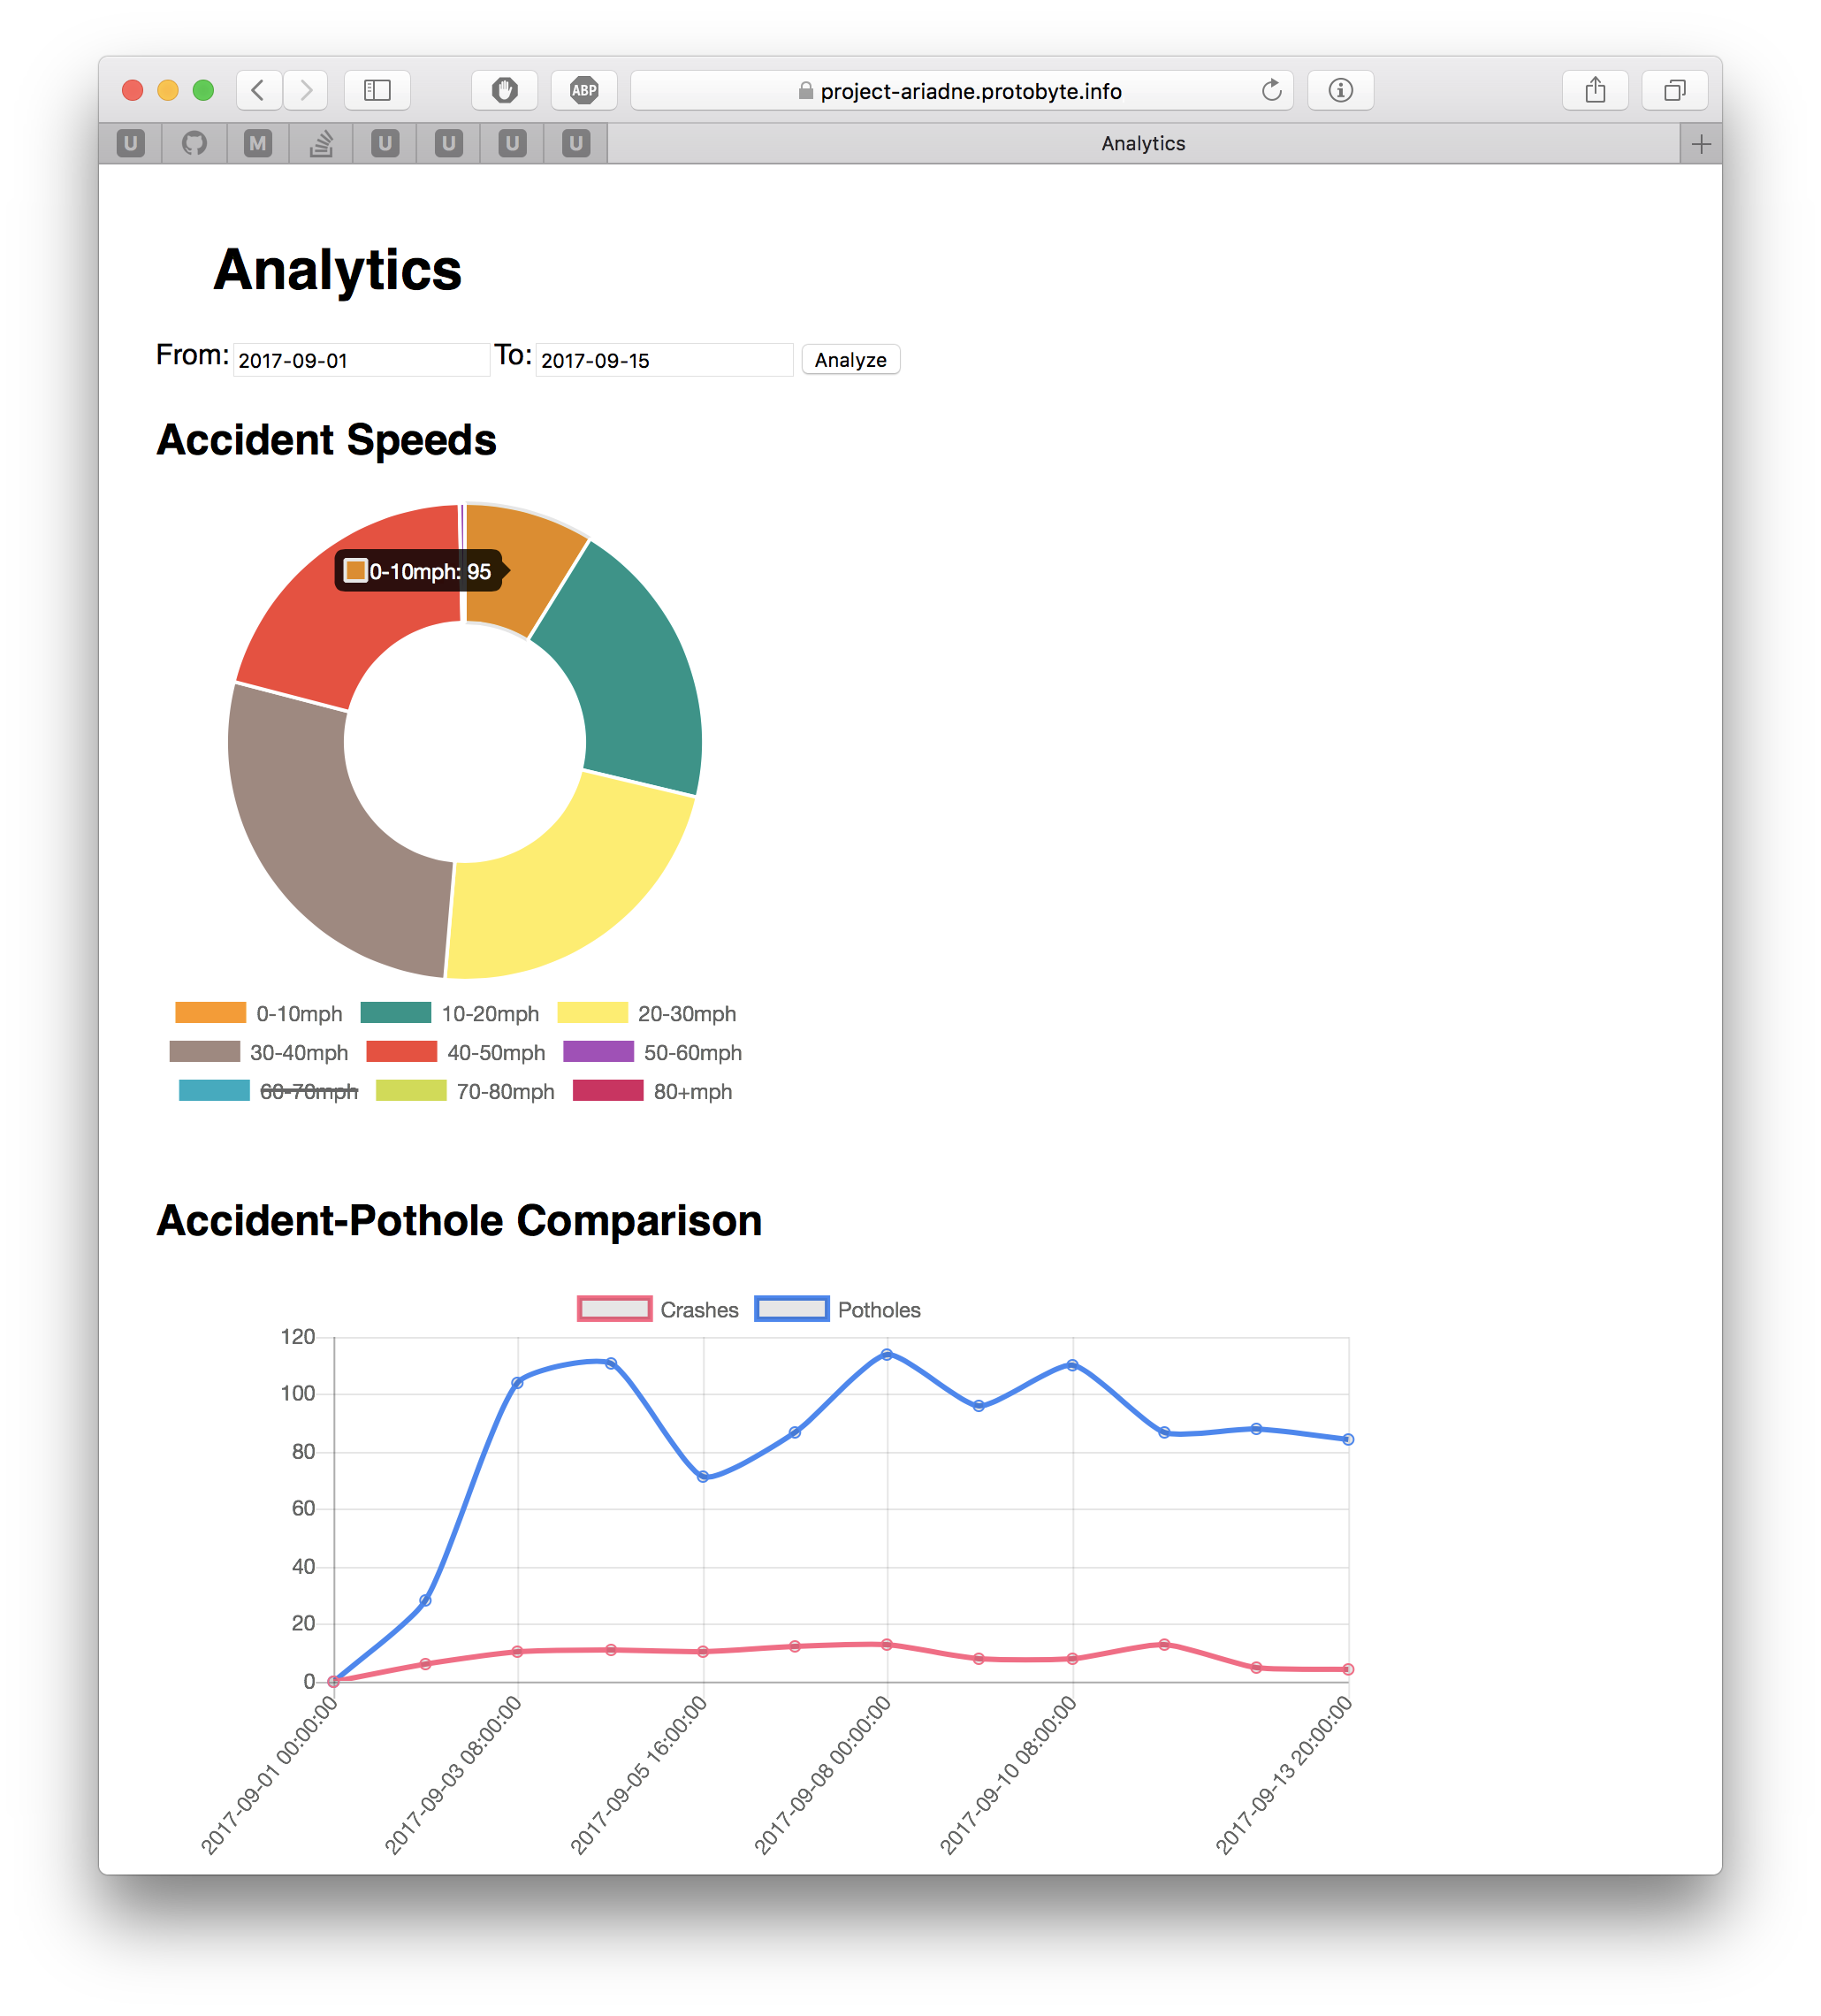 ABP
project-ariadne.protobyte.info
U
M
U
U
U
U
Analytics
Analytics
From: 2017-09-01 To: 2017-09-15 Analyze
Accident Speeds
0-10mph: 95
0-10mph 10-20mph 20-30mph
30-40mph 40-50mph 50-60mph
60-70mph 70-80mph 80+mph
Accident-Pothole Comparison
Crashes Potholes
120
100
80
60
40
20
0
2017-09-01 00:00:00
2017-09-03 08:00:00
2017-09-05 16:00:00
2017-09-08 00:00:00
2017-09-10 08:00:00
2017-09-13 20:00:00